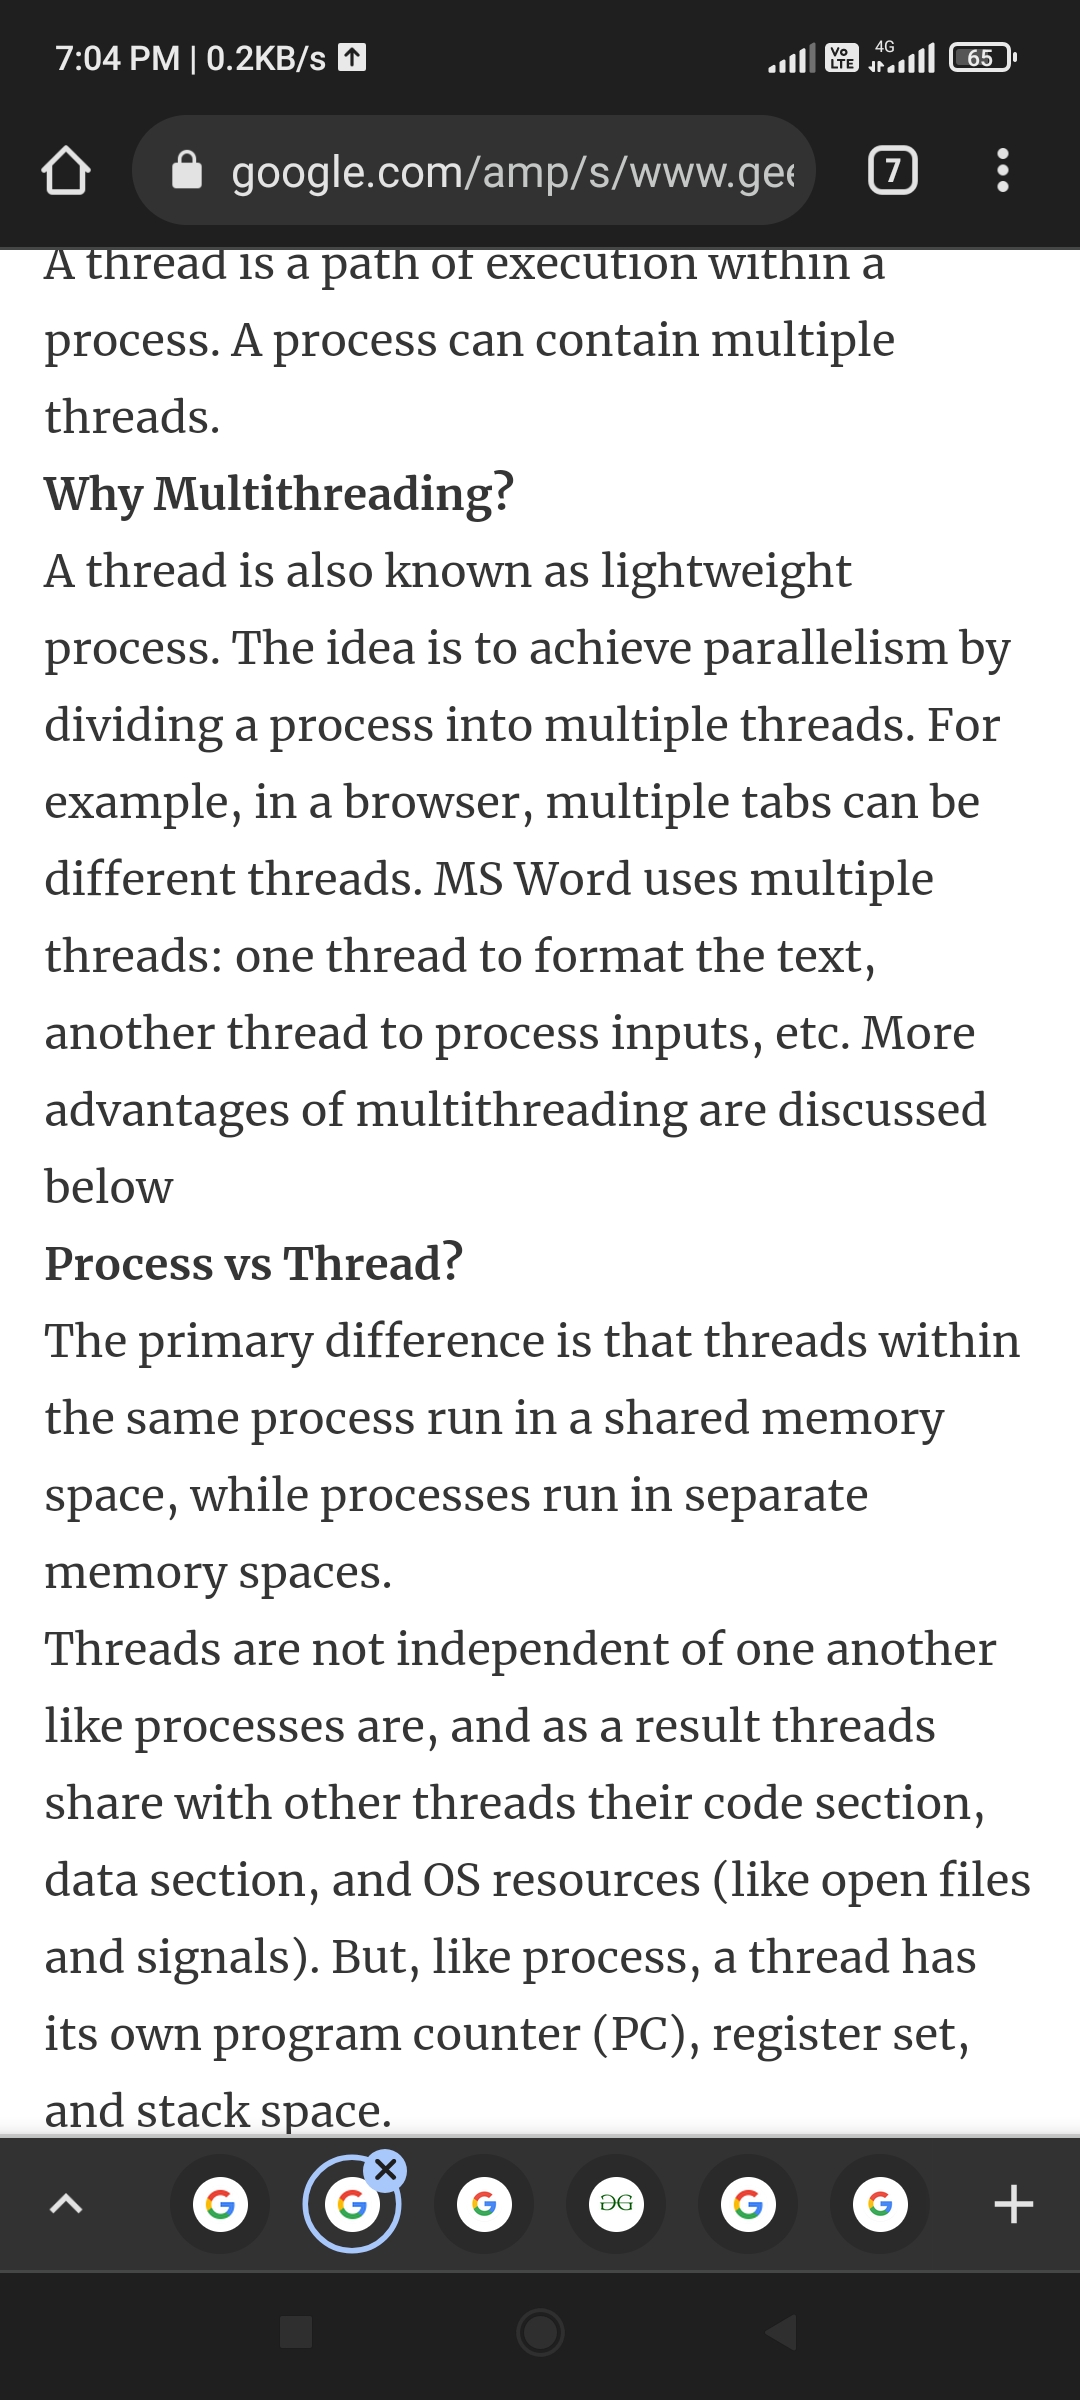 7:04 PM | 0.2KB/s
Vo LTE 4G 65
google.com/amp/s/www.gee
7
A thread is a path of execution within a
process. A process can contain multiple
threads.
Why Multithreading?
A thread is also known as lightweight
process. The idea is to achieve parallelism by
dividing a process into multiple threads. For
example, in a browser, multiple tabs can be
different threads. MS Word uses multiple
threads: one thread to format the text,
another thread to process inputs, etc. More
advantages of multithreading are discussed
below
Process vs Thread?
The primary difference is that threads within
the same process run in a shared memory
space, while processes run in separate
memory spaces.
Threads are not independent of one another
like processes are, and as a result threads
share with other threads their code section,
data section, and OS resources (like open files
and signals). But, like process, a thread has
its own program counter (PC), register set,
and stack space.